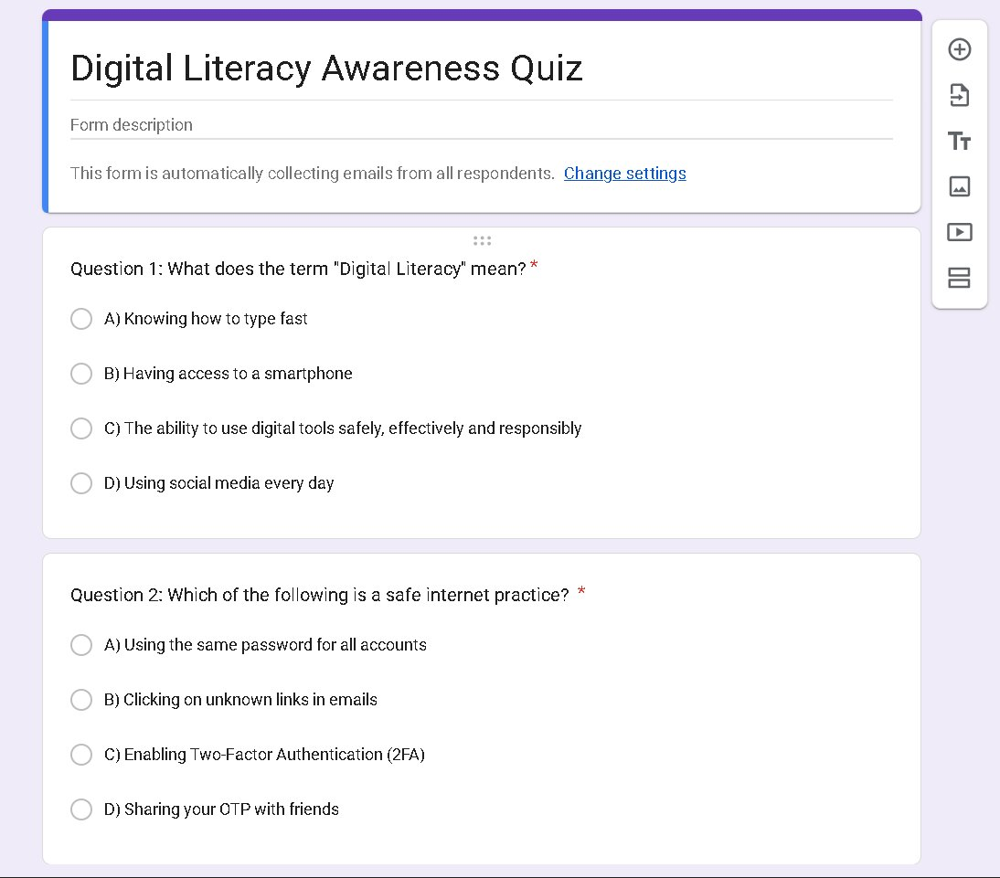 Digital Literacy Awareness Quiz
Form description
This form is automatically collecting emails from all respondents. Change settings
Question 1: What does the term "Digital Literacy" mean? *
A) Knowing how to type fast
B) Having access to a smartphone
C) The ability to use digital tools safely, effectively and responsibly
D) Using social media every day
Question 2: Which of the following is a safe internet practice? *
A) Using the same password for all accounts
B) Clicking on unknown links in emails
C) Enabling Two-Factor Authentication (2FA)
D) Sharing your OTP with friends